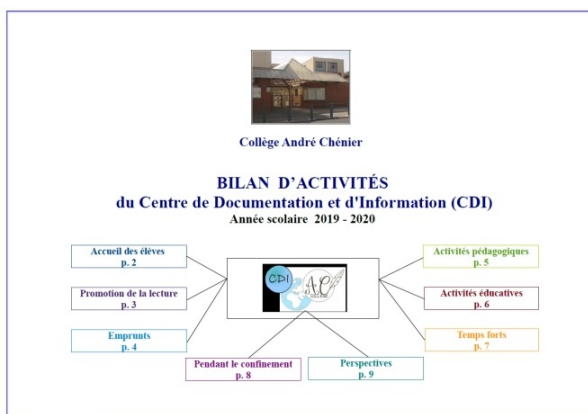 Collège André Chénier
BILAN D'ACTIVITÉS
du Centre de Documentation et d'Information (CDI)
Année scolaire 2019 - 2020
Accueil des élèves
p. 2
Promotion de la lecture
p. 3
Emprunts
p. 4
CDI
Pendant le confinement
p. 8
Perspectives
p. 9
Activités pédagogiques
p. 5
Activités éducatives
p. 6
Temps forts
p. 7